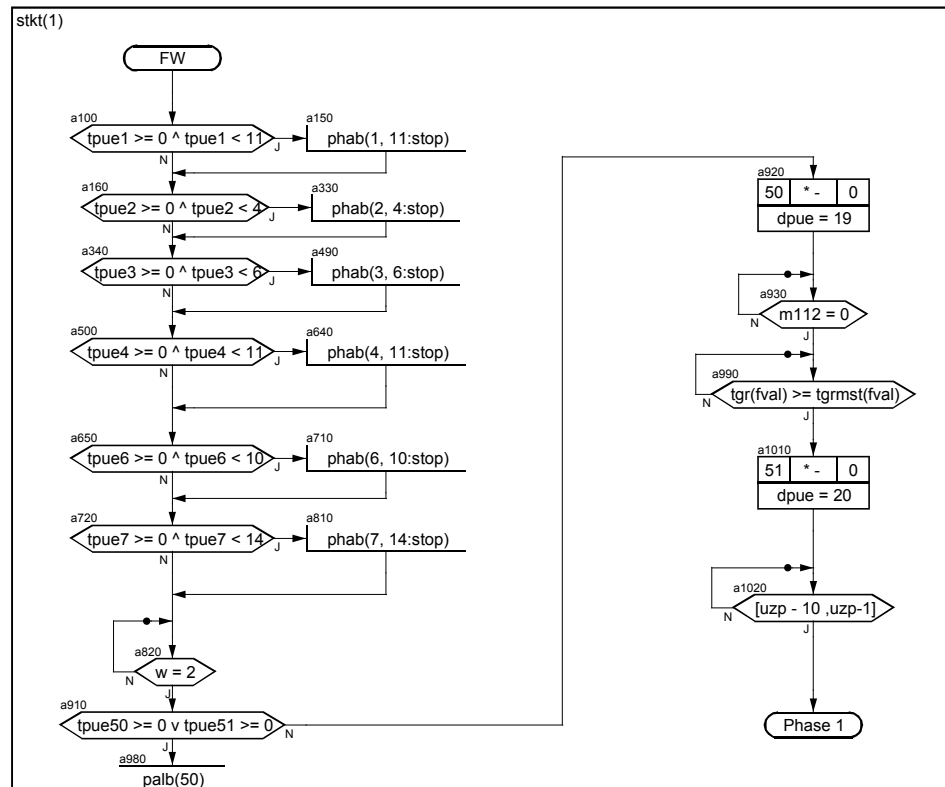 stkt(1)
FW
a100
tpue1 >= 0 ^ tpue1 < 11
J
N
a150
phab(1, 11:stop)
a160
tpue2 >= 0 ^ tpue2 < 4
J
N
a330
phab(2, 4:stop)
a340
tpue3 >= 0 ^ tpue3 < 6
J
N
a490
phab(3, 6:stop)
a500
tpue4 >= 0 ^ tpue4 < 11
J
N
a640
phab(4, 11:stop)
a650
tpue6 >= 0 ^ tpue6 < 10
J
N
a710
phab(6, 10:stop)
a720
tpue7 >= 0 ^ tpue7 < 14
J
N
a810
phab(7, 14:stop)
a820
w = 2
N
J
a910
tpue50 >= 0 v tpue51 >= 0
N
J
a980
palb(50)
a920
50 * - 0
dpue = 19
a930
m112 = 0
N
J
a990
tgr(fval) >= tgrmst(fval)
N
J
a1010
51 * - 0
dpue = 20
a1020
[uzp - 10 ,uzp-1]
N
J
Phase 1